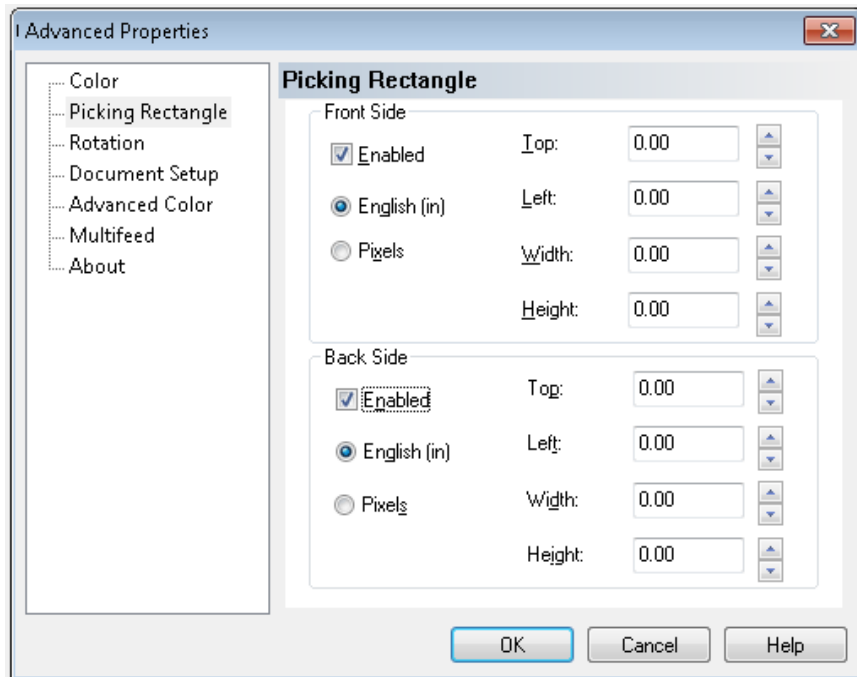 Advanced Properties
Color
Picking Rectangle
Rotation
Document Setup
Advanced Color
Multifeed
About
Picking Rectangle
Front Side
Enabled
English (in)
Pixels
Top: 0.00
Left: 0.00
Width: 0.00
Height: 0.00
Back Side
Enabled
English (in)
Pixels
Top: 0.00
Left: 0.00
Width: 0.00
Height: 0.00
OK Cancel Help